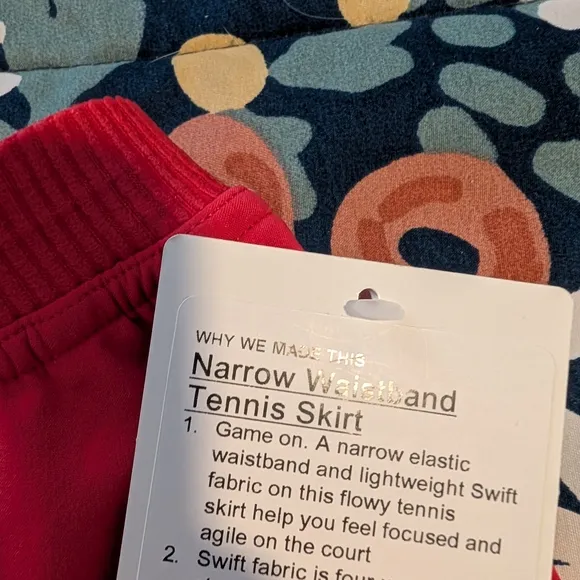 WHY WE MADE THIS
Narrow Waistband
Tennis Skirt
1. Game on. A narrow elastic
waistband and lightweight Swift
fabric on this flowy tennis
skirt help you feel focused and
agile on the court
2. Swift fabric is four